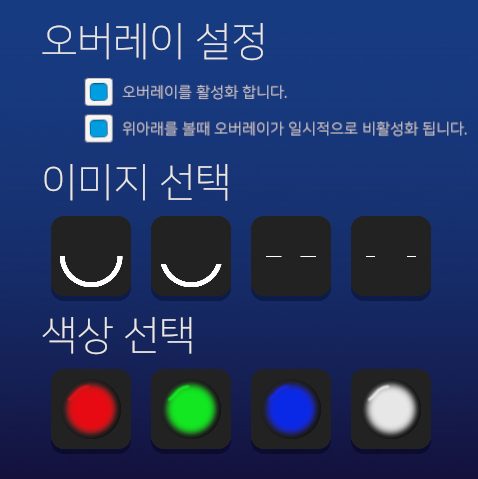 오버레이 설정
오버레이를 활성화 합니다.
위아래를 볼때 오버레이가 일시적으로 비활성화 됩니다.
이미지 선택
색상 선택